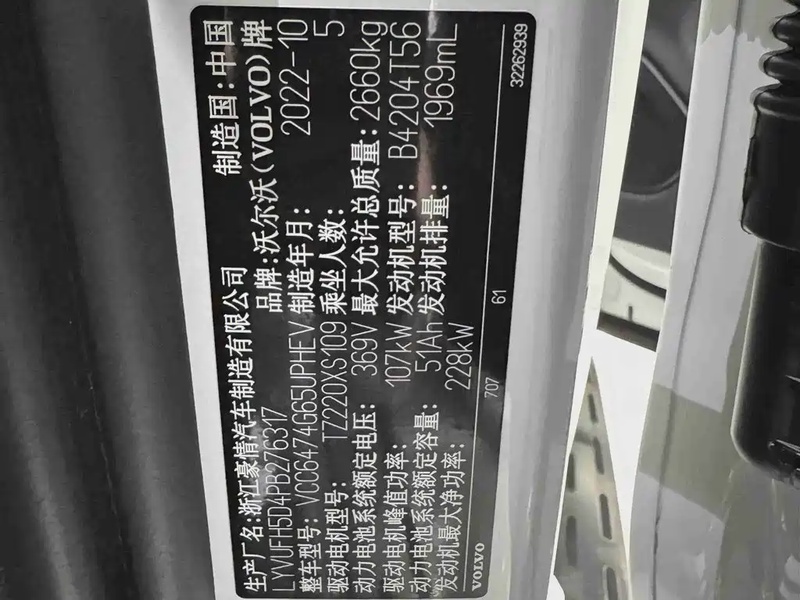 生产厂名:浙江豪情汽车制造有限公司 制造国:中国
LYVUFH5D4PB276317 品牌:沃尔沃(VOLVO)牌
整车型号: VCC6474G65UPHEV 制造年月: 2022-10
驱动电机型号: TZ220XS109 乘坐人数: 5
动力电池系统额定电压: 369V 最大允许总质量: 2660kg
驱动电机峰值功率: 107kW 发动机型号: B4204T56
动力电池系统额定容量: 51Ah 发动机排量: 1969mL
发动机最大净功率: 228kW
VOLVO 707 61 32262939